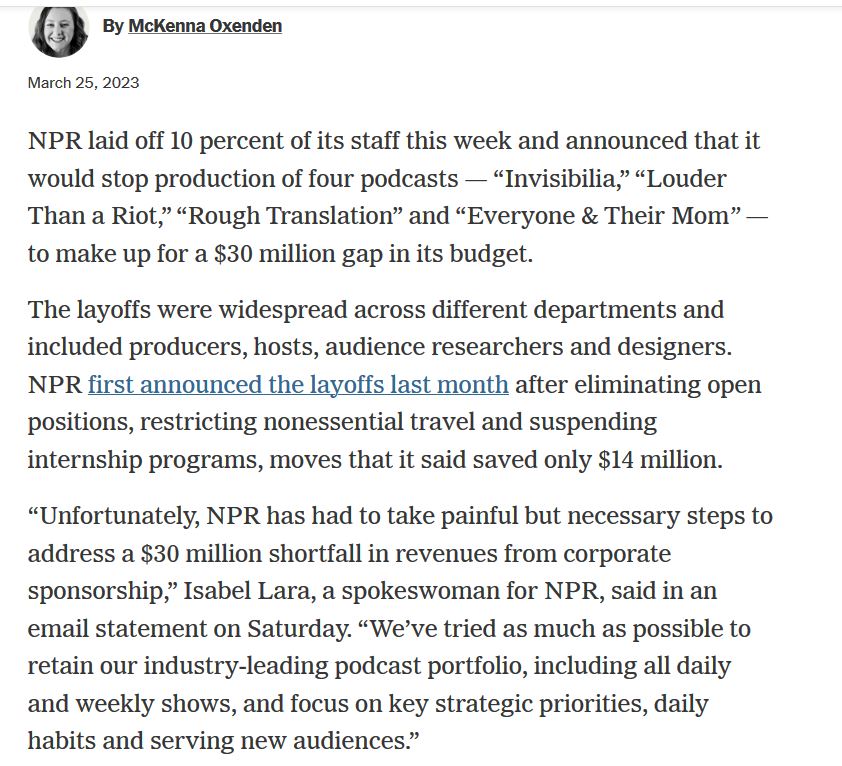 By McKenna Oxenden
March 25, 2023
NPR laid off 10 percent of its staff this week and announced that it
would stop production of four podcasts — “Invisibilia,” “Louder
Than a Riot,” “Rough Translation” and “Everyone & Their Mom” —
to make up for a $30 million gap in its budget.
The layoffs were widespread across different departments and
included producers, hosts, audience researchers and designers.
NPR first announced the layoffs last month after eliminating open
positions, restricting nonessential travel and suspending
internship programs, moves that it said saved only $14 million.
“Unfortunately, NPR has had to take painful but necessary steps to
address a $30 million shortfall in revenues from corporate
sponsorship,” Isabel Lara, a spokeswoman for NPR, said in an
email statement on Saturday. “We’ve tried as much as possible to
retain our industry-leading podcast portfolio, including all daily
and weekly shows, and focus on key strategic priorities, daily
habits and serving new audiences.”